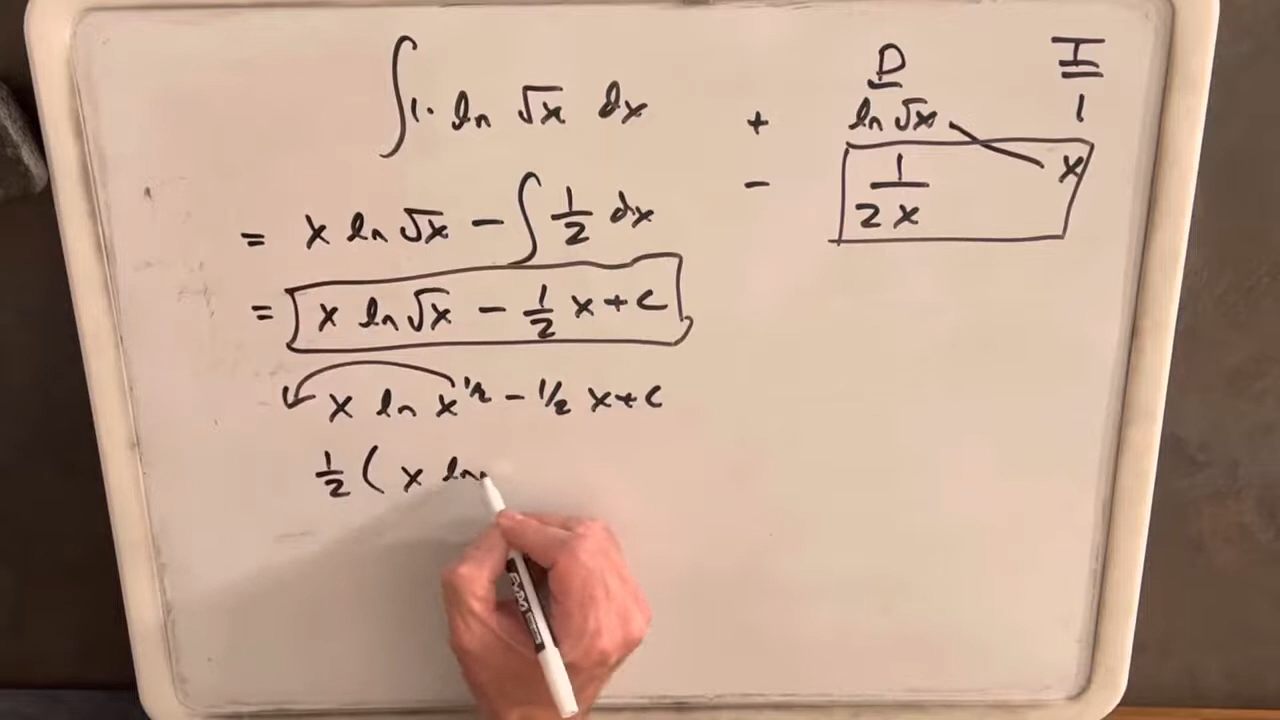 ∫ 1. ln √x dx
= x ln √x − ∫ 1/2 dx
= x ln √x − 1/2 x + c
x ln x^1/2 − 1/2 x + c
1/2 ( x ln
D I
+ ln √x 1
− 1/2x x
EXPO